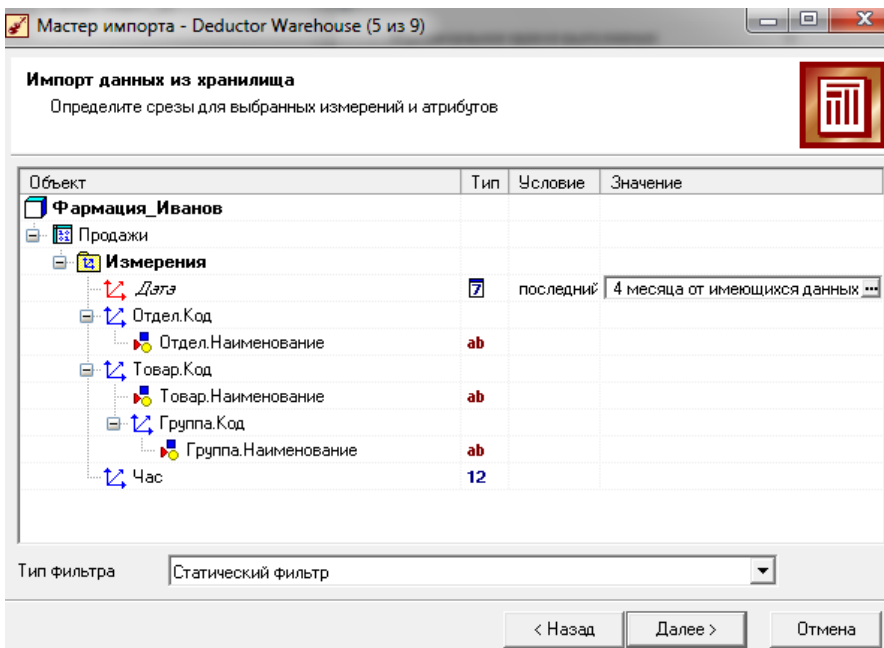 Мастер импорта - Deductor Warehouse (5 из 9)
Импорт данных из хранилища
Определите срезы для выбранных измерений и атрибутов
Объект Тип Условие Значение
Фармация_Иванов
Продажи
Измерения
Дата 7 последний 4 месяца от имеющихся данных ...
Отдел.Код
Отдел.Наименование ab
Товар.Код
Товар.Наименование ab
Группа.Код
Группа.Наименование ab
Час 12
Тип фильтра Статический фильтр
< Назад Далее > Отмена